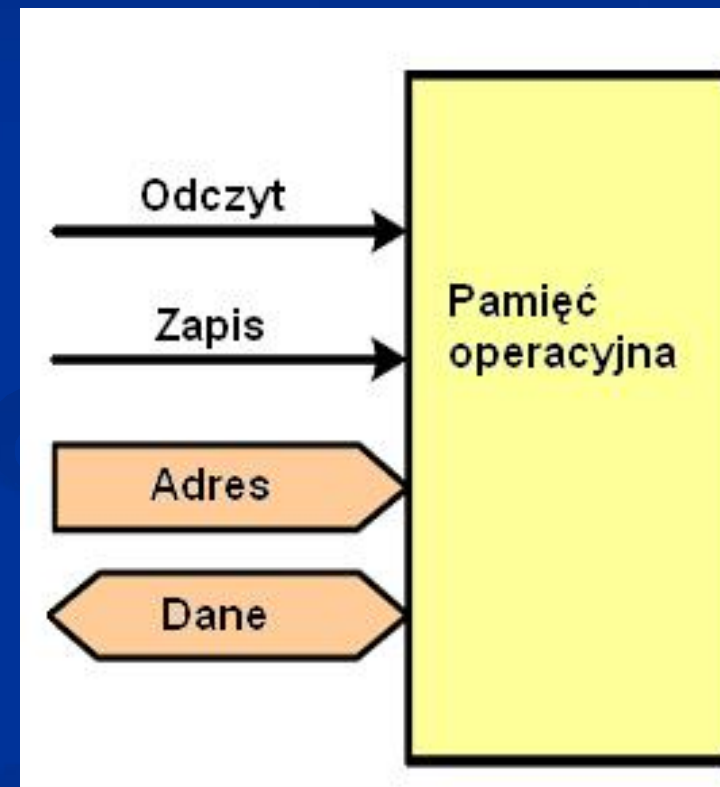 Odczyt
Zapis
Pamięć
operacyjna
Adres
Dane